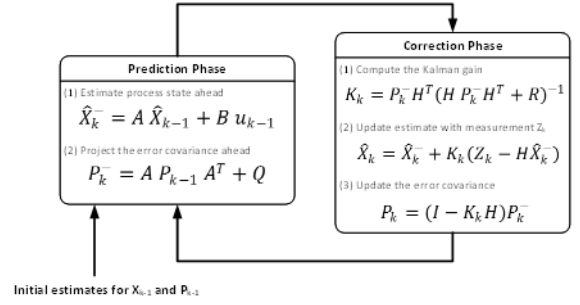 Prediction Phase
(1) Estimate process state ahead
X̂ₖ⁻ = A X̂ₖ₋₁ + B uₖ₋₁
(2) Project the error covariance ahead
Pₖ⁻ = A Pₖ₋₁ Aᵀ + Q
Correction Phase
(1) Compute the Kalman gain
Kₖ = Pₖ⁻Hᵀ(H Pₖ⁻Hᵀ + R)⁻¹
(2) Update estimate with measurement Zₖ
X̂ₖ = X̂ₖ⁻ + Kₖ(Zₖ − HX̂ₖ⁻)
(3) Update the error covariance
Pₖ = (I − KₖH)Pₖ⁻
Initial estimates for Xₖ₋₁ and Pₖ₋₁